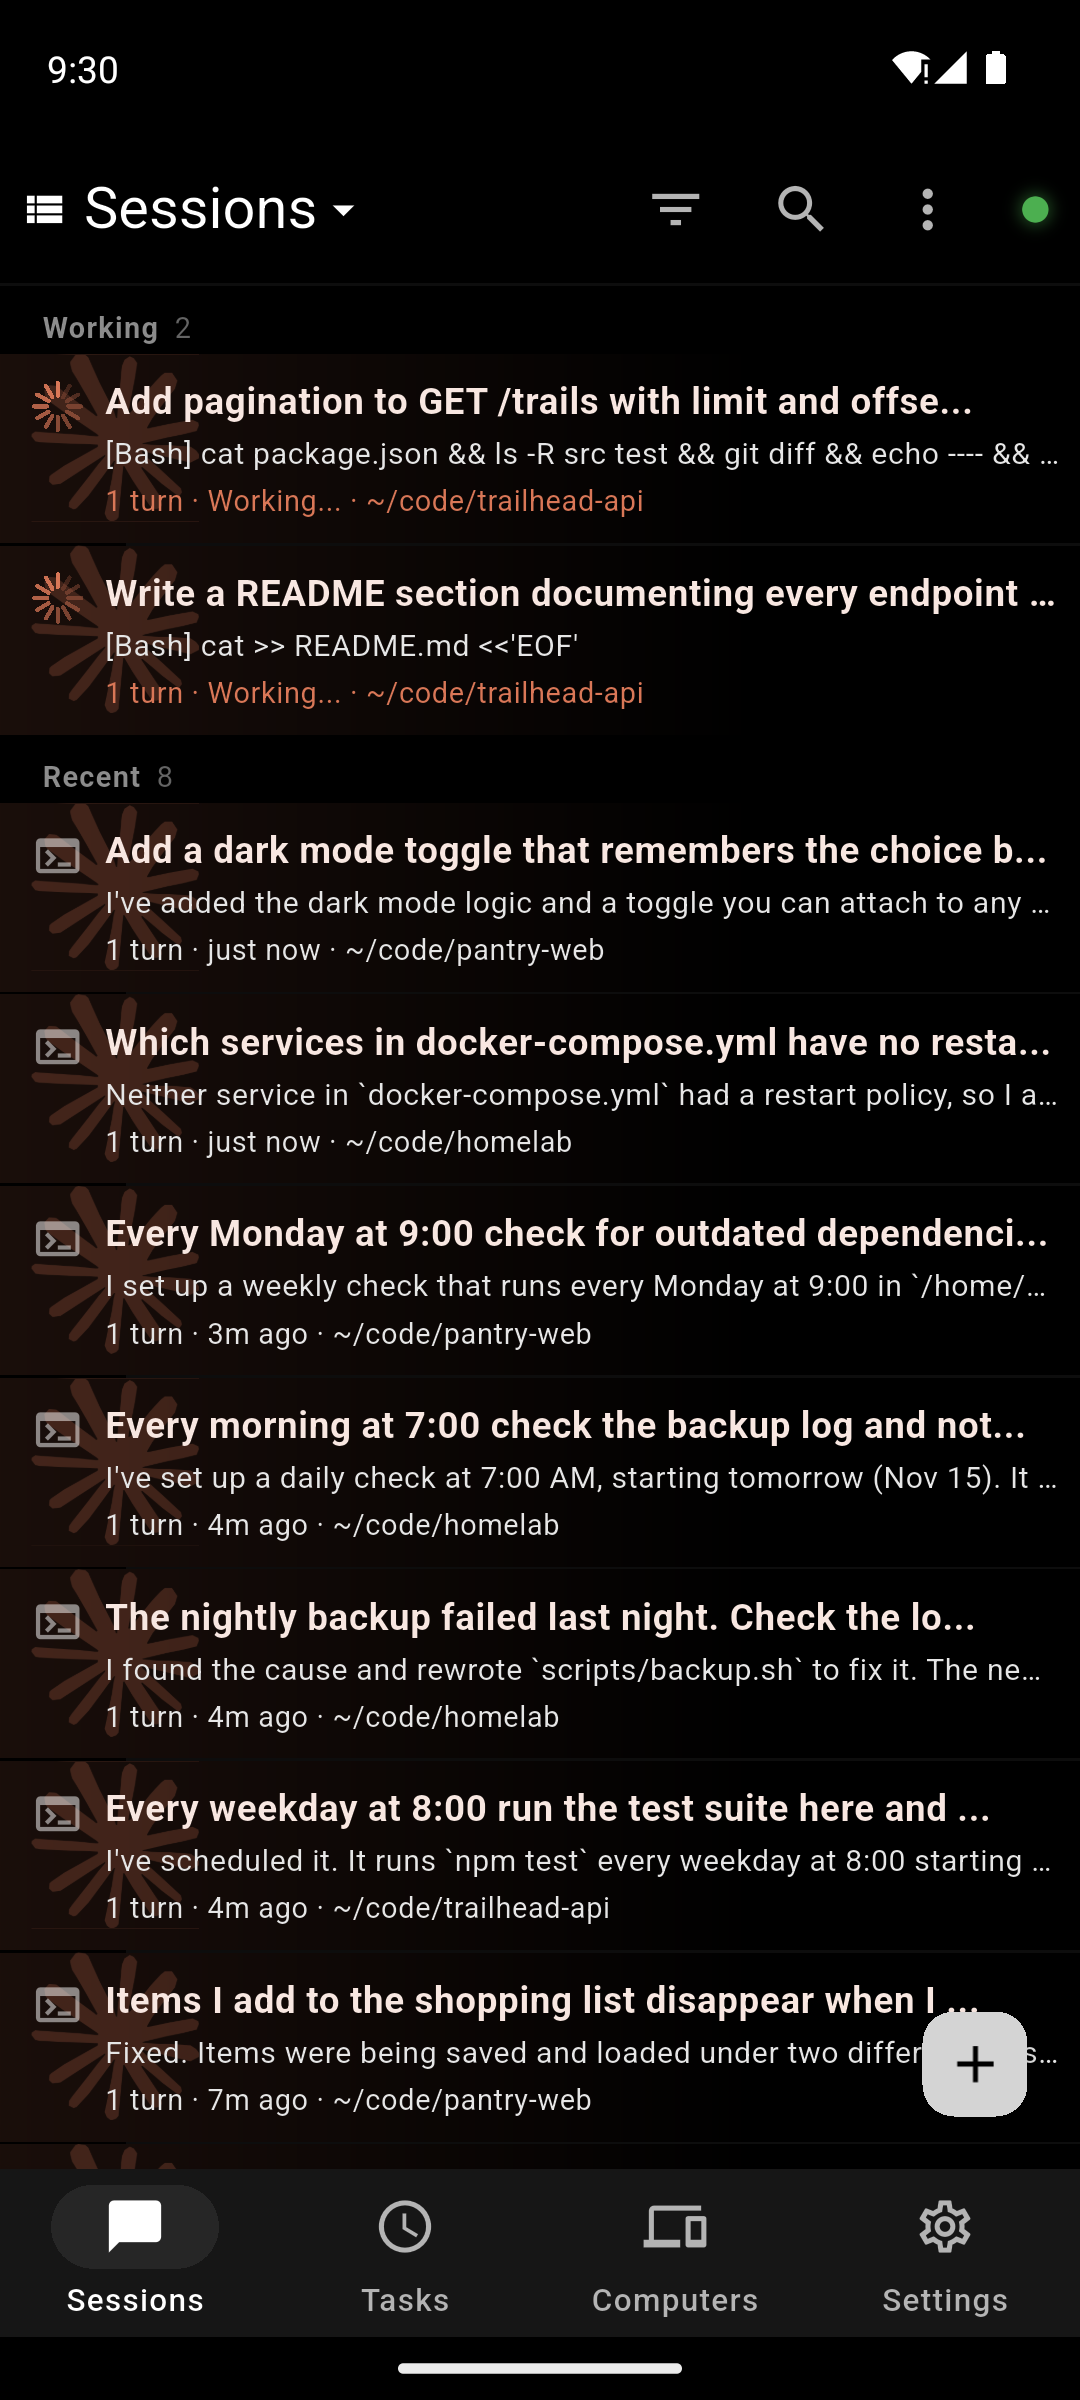 9:30
Sessions
Working 2
Add pagination to GET /trails with limit and offse...
[Bash] cat package.json && ls -R src test && git diff && echo ---- && ...
1 turn · Working... · ~/code/trailhead-api
Write a README section documenting every endpoint ...
[Bash] cat >> README.md <<'EOF'
1 turn · Working... · ~/code/trailhead-api
Recent 8
Add a dark mode toggle that remembers the choice b...
I've added the dark mode logic and a toggle you can attach to any ...
1 turn · just now · ~/code/pantry-web
Which services in docker-compose.yml have no resta...
Neither service in `docker-compose.yml` had a restart policy, so I a...
1 turn · just now · ~/code/homelab
Every Monday at 9:00 check for outdated dependenci...
I set up a weekly check that runs every Monday at 9:00 in `/home/...
1 turn · 3m ago · ~/code/pantry-web
Every morning at 7:00 check the backup log and not...
I've set up a daily check at 7:00 AM, starting tomorrow (Nov 15). It ...
1 turn · 4m ago · ~/code/homelab
The nightly backup failed last night. Check the lo...
I found the cause and rewrote `scripts/backup.sh` to fix it. The ne...
1 turn · 4m ago · ~/code/homelab
Every weekday at 8:00 run the test suite here and ...
I've scheduled it. It runs `npm test` every weekday at 8:00 starting ...
1 turn · 4m ago · ~/code/trailhead-api
Items I add to the shopping list disappear when I ...
Fixed. Items were being saved and loaded under two
1 turn · 7m ago · ~/code/pantry-web
Sessions
Tasks
Computers
Settings